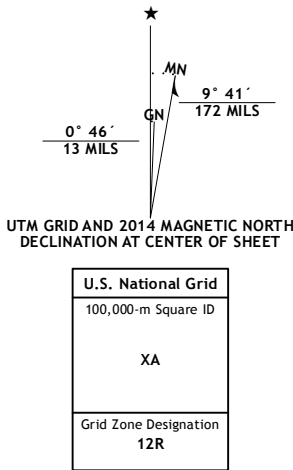 MN
9° 41´
172 MILS
GN
0° 46´
13 MILS
UTM GRID AND 2014 MAGNETIC NORTH
DECLINATION AT CENTER OF SHEET
U.S. National Grid
100,000-m Square ID
XA
Grid Zone Designation
12R